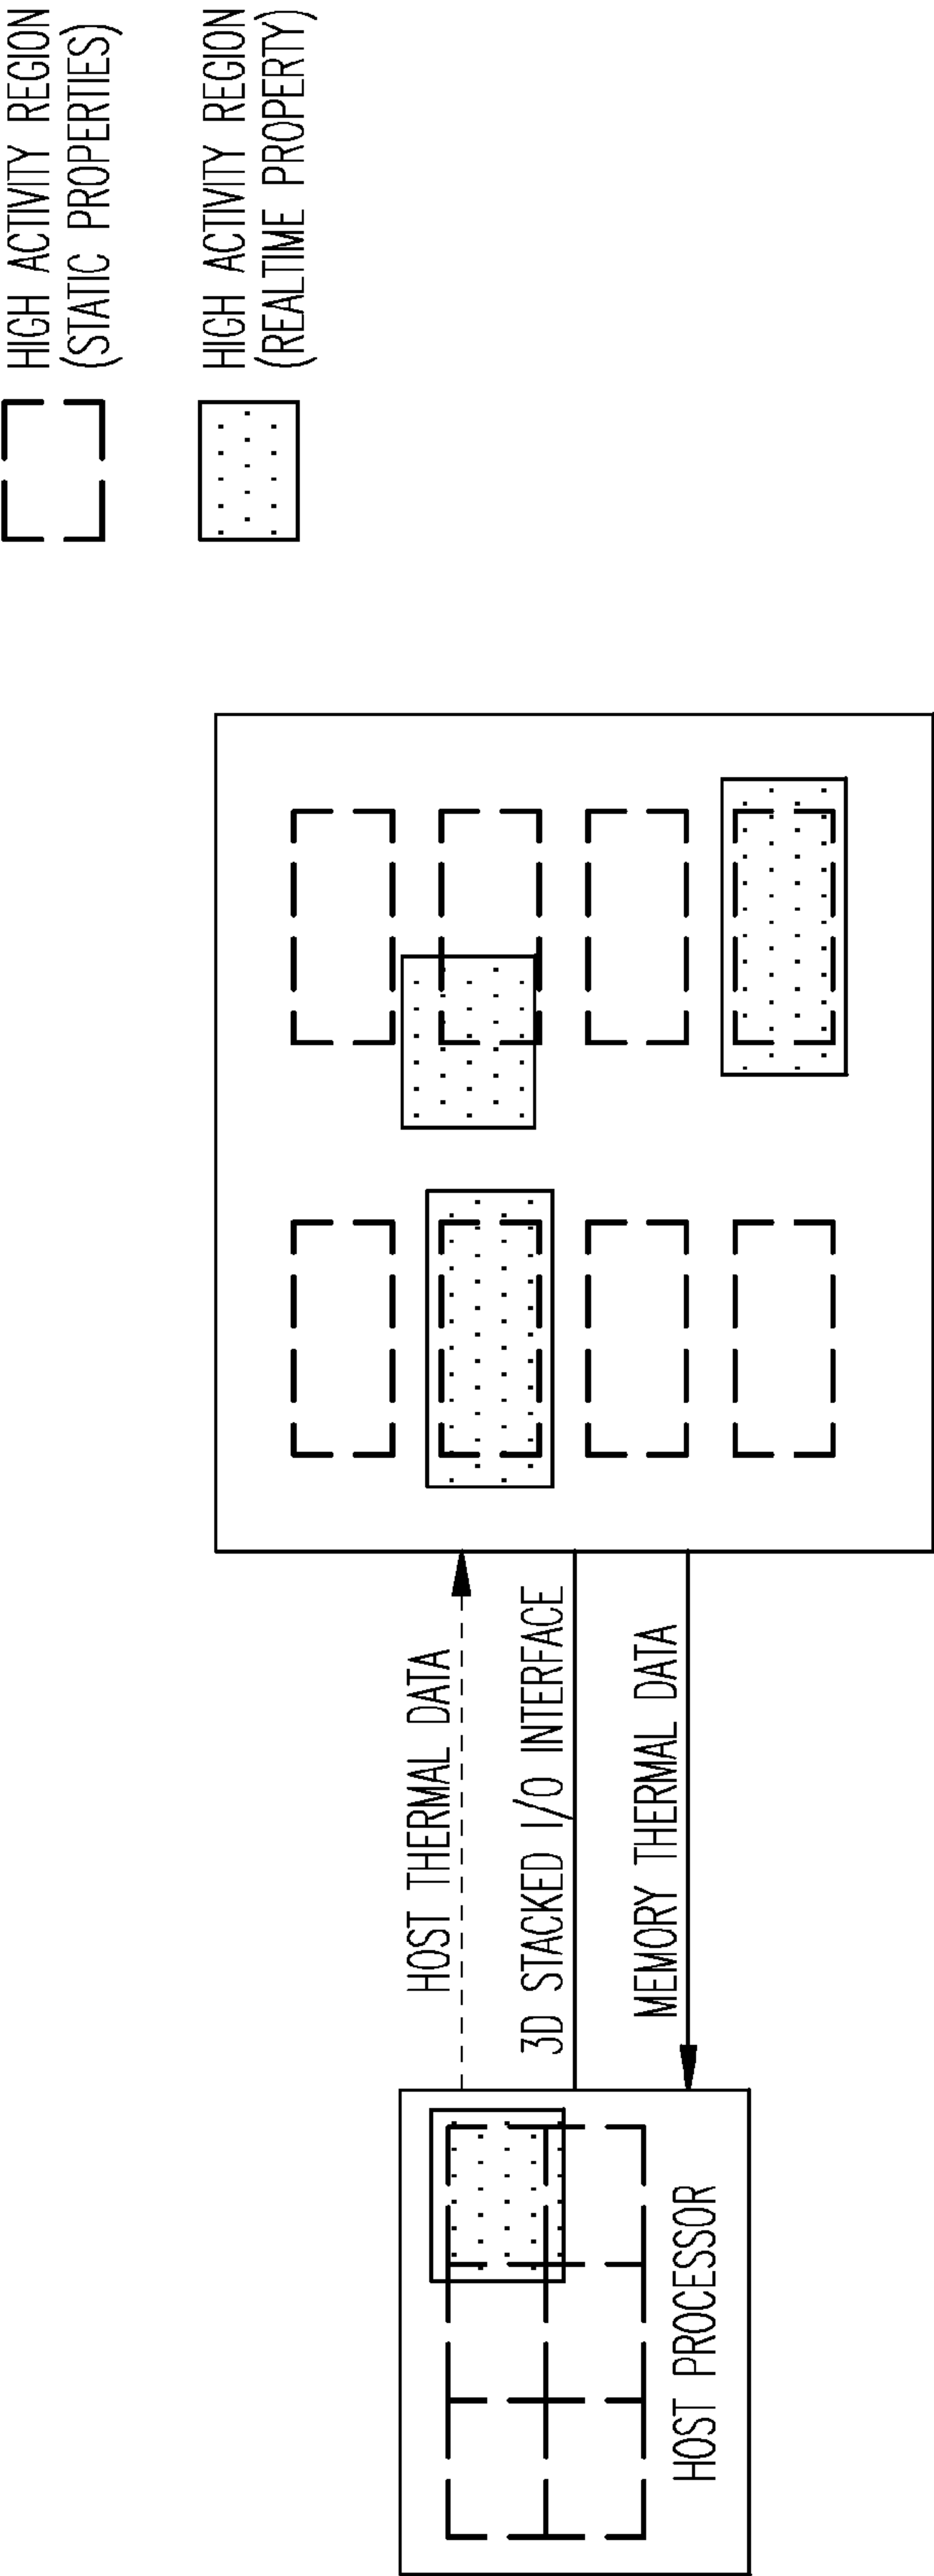 HIGH ACTIVITY REGION
(STATIC PROPERTIES)
HIGH ACTIVITY REGION
(REALTIME PROPERTY)
HOST THERMAL DATA
3D STACKED I/O INTERFACE
MEMORY THERMAL DATA
HOST PROCESSOR